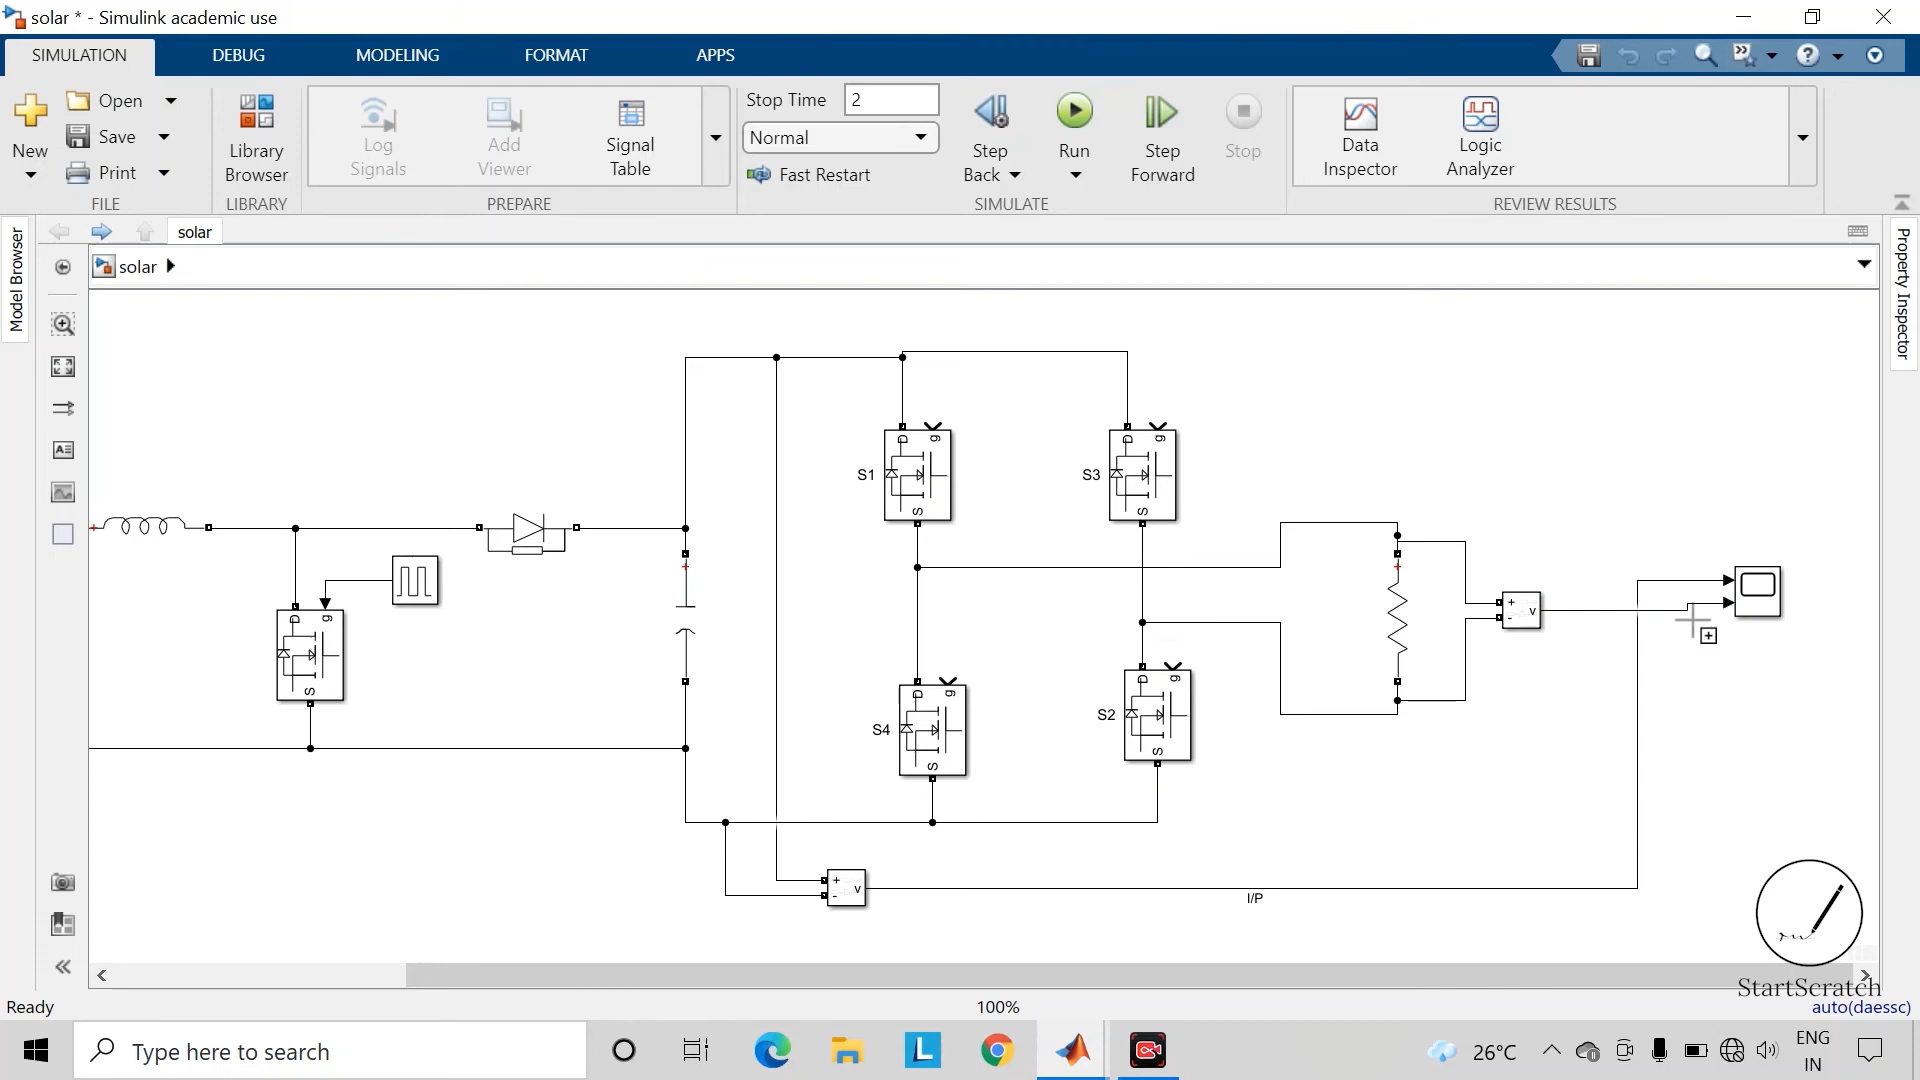 solar * - Simulink academic use
SIMULATION
DEBUG
MODELING
FORMAT
APPS
New
Open
Save
Print
FILE
Library
Browser
LIBRARY
Log
Signals
Add
Viewer
Signal
Table
PREPARE
Stop Time
2
Normal
Fast Restart
Step
Back
Run
Step
Forward
Stop
SIMULATE
Data
Inspector
Logic
Analyzer
REVIEW RESULTS
Model Browser
solar
Property Inspector
solar
D
g
S1
S
D
g
S3
S
D
g
S
+
+
+
-
v
D
g
S4
S
D
g
S2
S
+
-
v
I/P
StartScratch
Ready
100%
auto(daessc)
Type here to search
L
26°C
ENG
IN